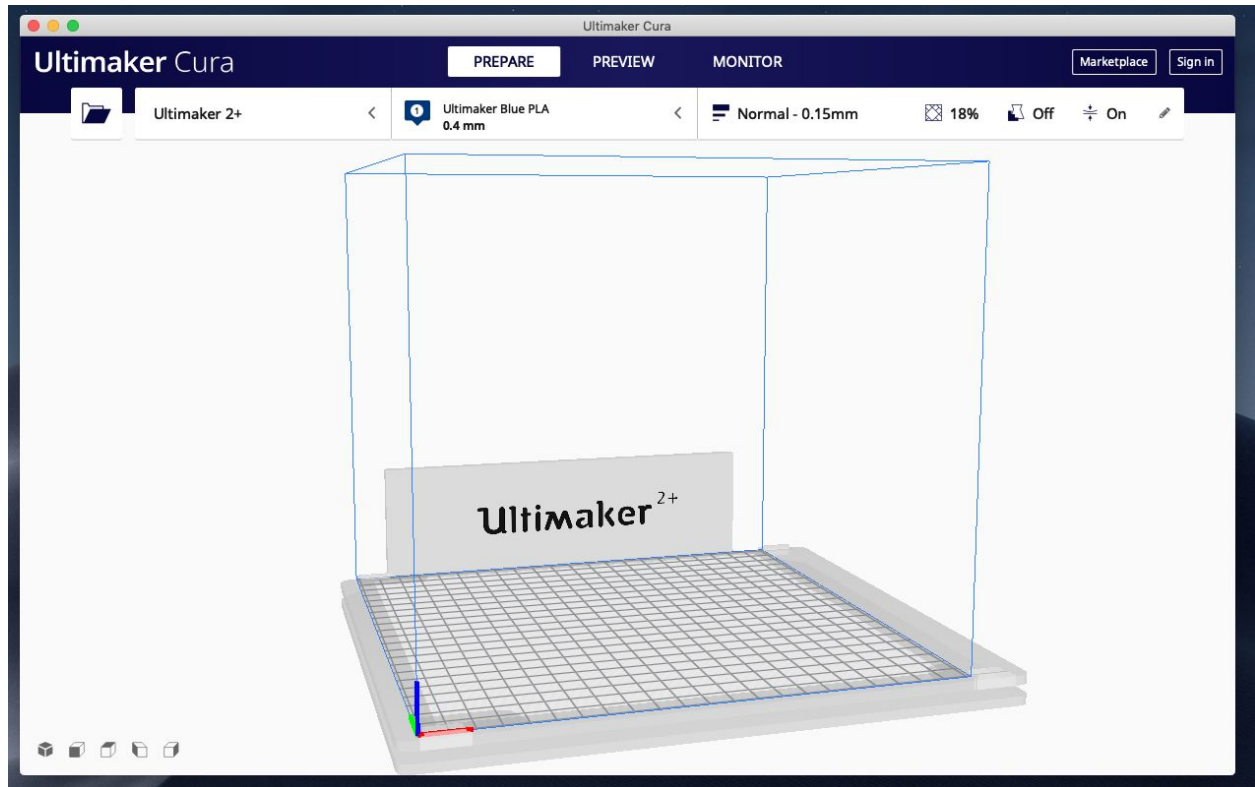 Ultimaker Cura
Ultimaker Cura
PREPARE
PREVIEW
MONITOR
Marketplace
Sign in
Ultimaker 2+
1
Ultimaker Blue PLA
0.4 mm
Normal - 0.15mm
18%
Off
On
Ultimaker 2+